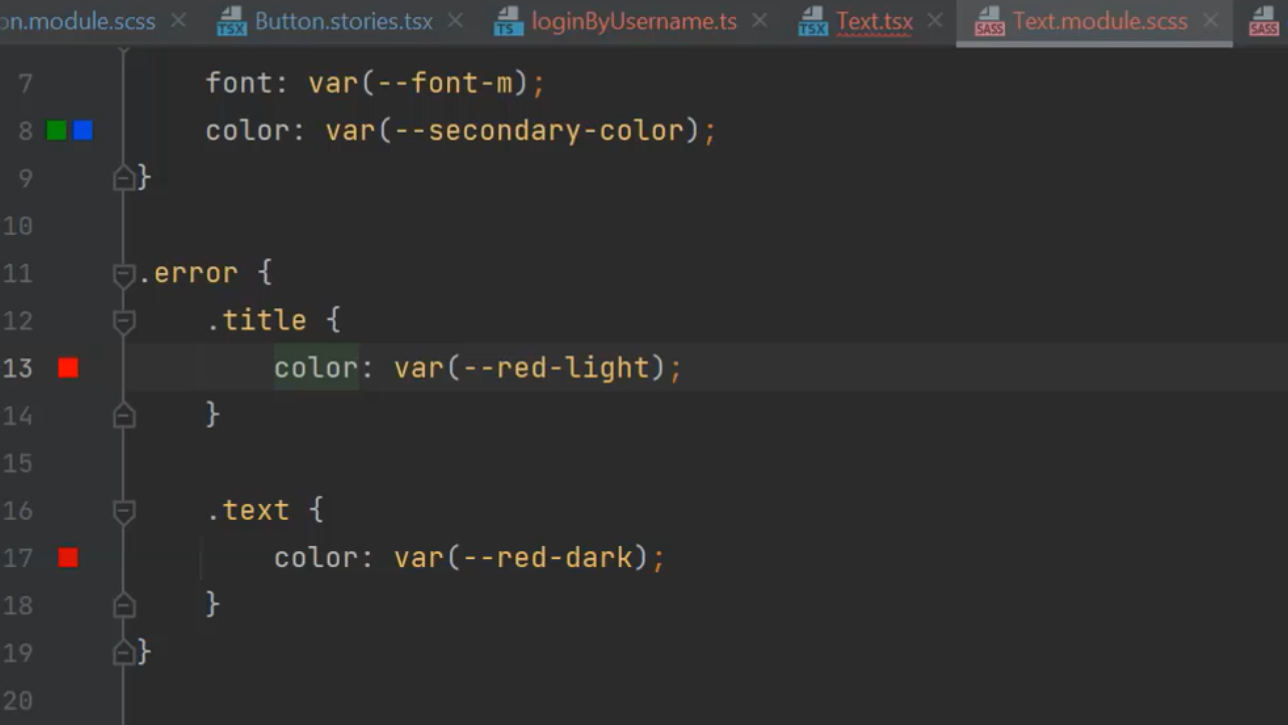 on.module.scss Button.stories.tsx loginByUsername.ts Text.tsx Text.module.scss
TSX TS TSX SASS SASS
7 font: var(--font-m);
8 color: var(--secondary-color);
9 }
10
11 .error {
12 .title {
13 color: var(--red-light);
14 }
15
16 .text {
17 color: var(--red-dark);
18 }
19 }
20